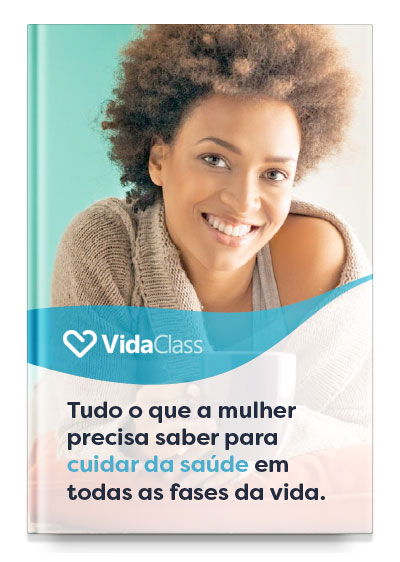 VidaClass
Tudo o que a mulher
precisa saber para
cuidar da saúde em
todas as fases da vida.